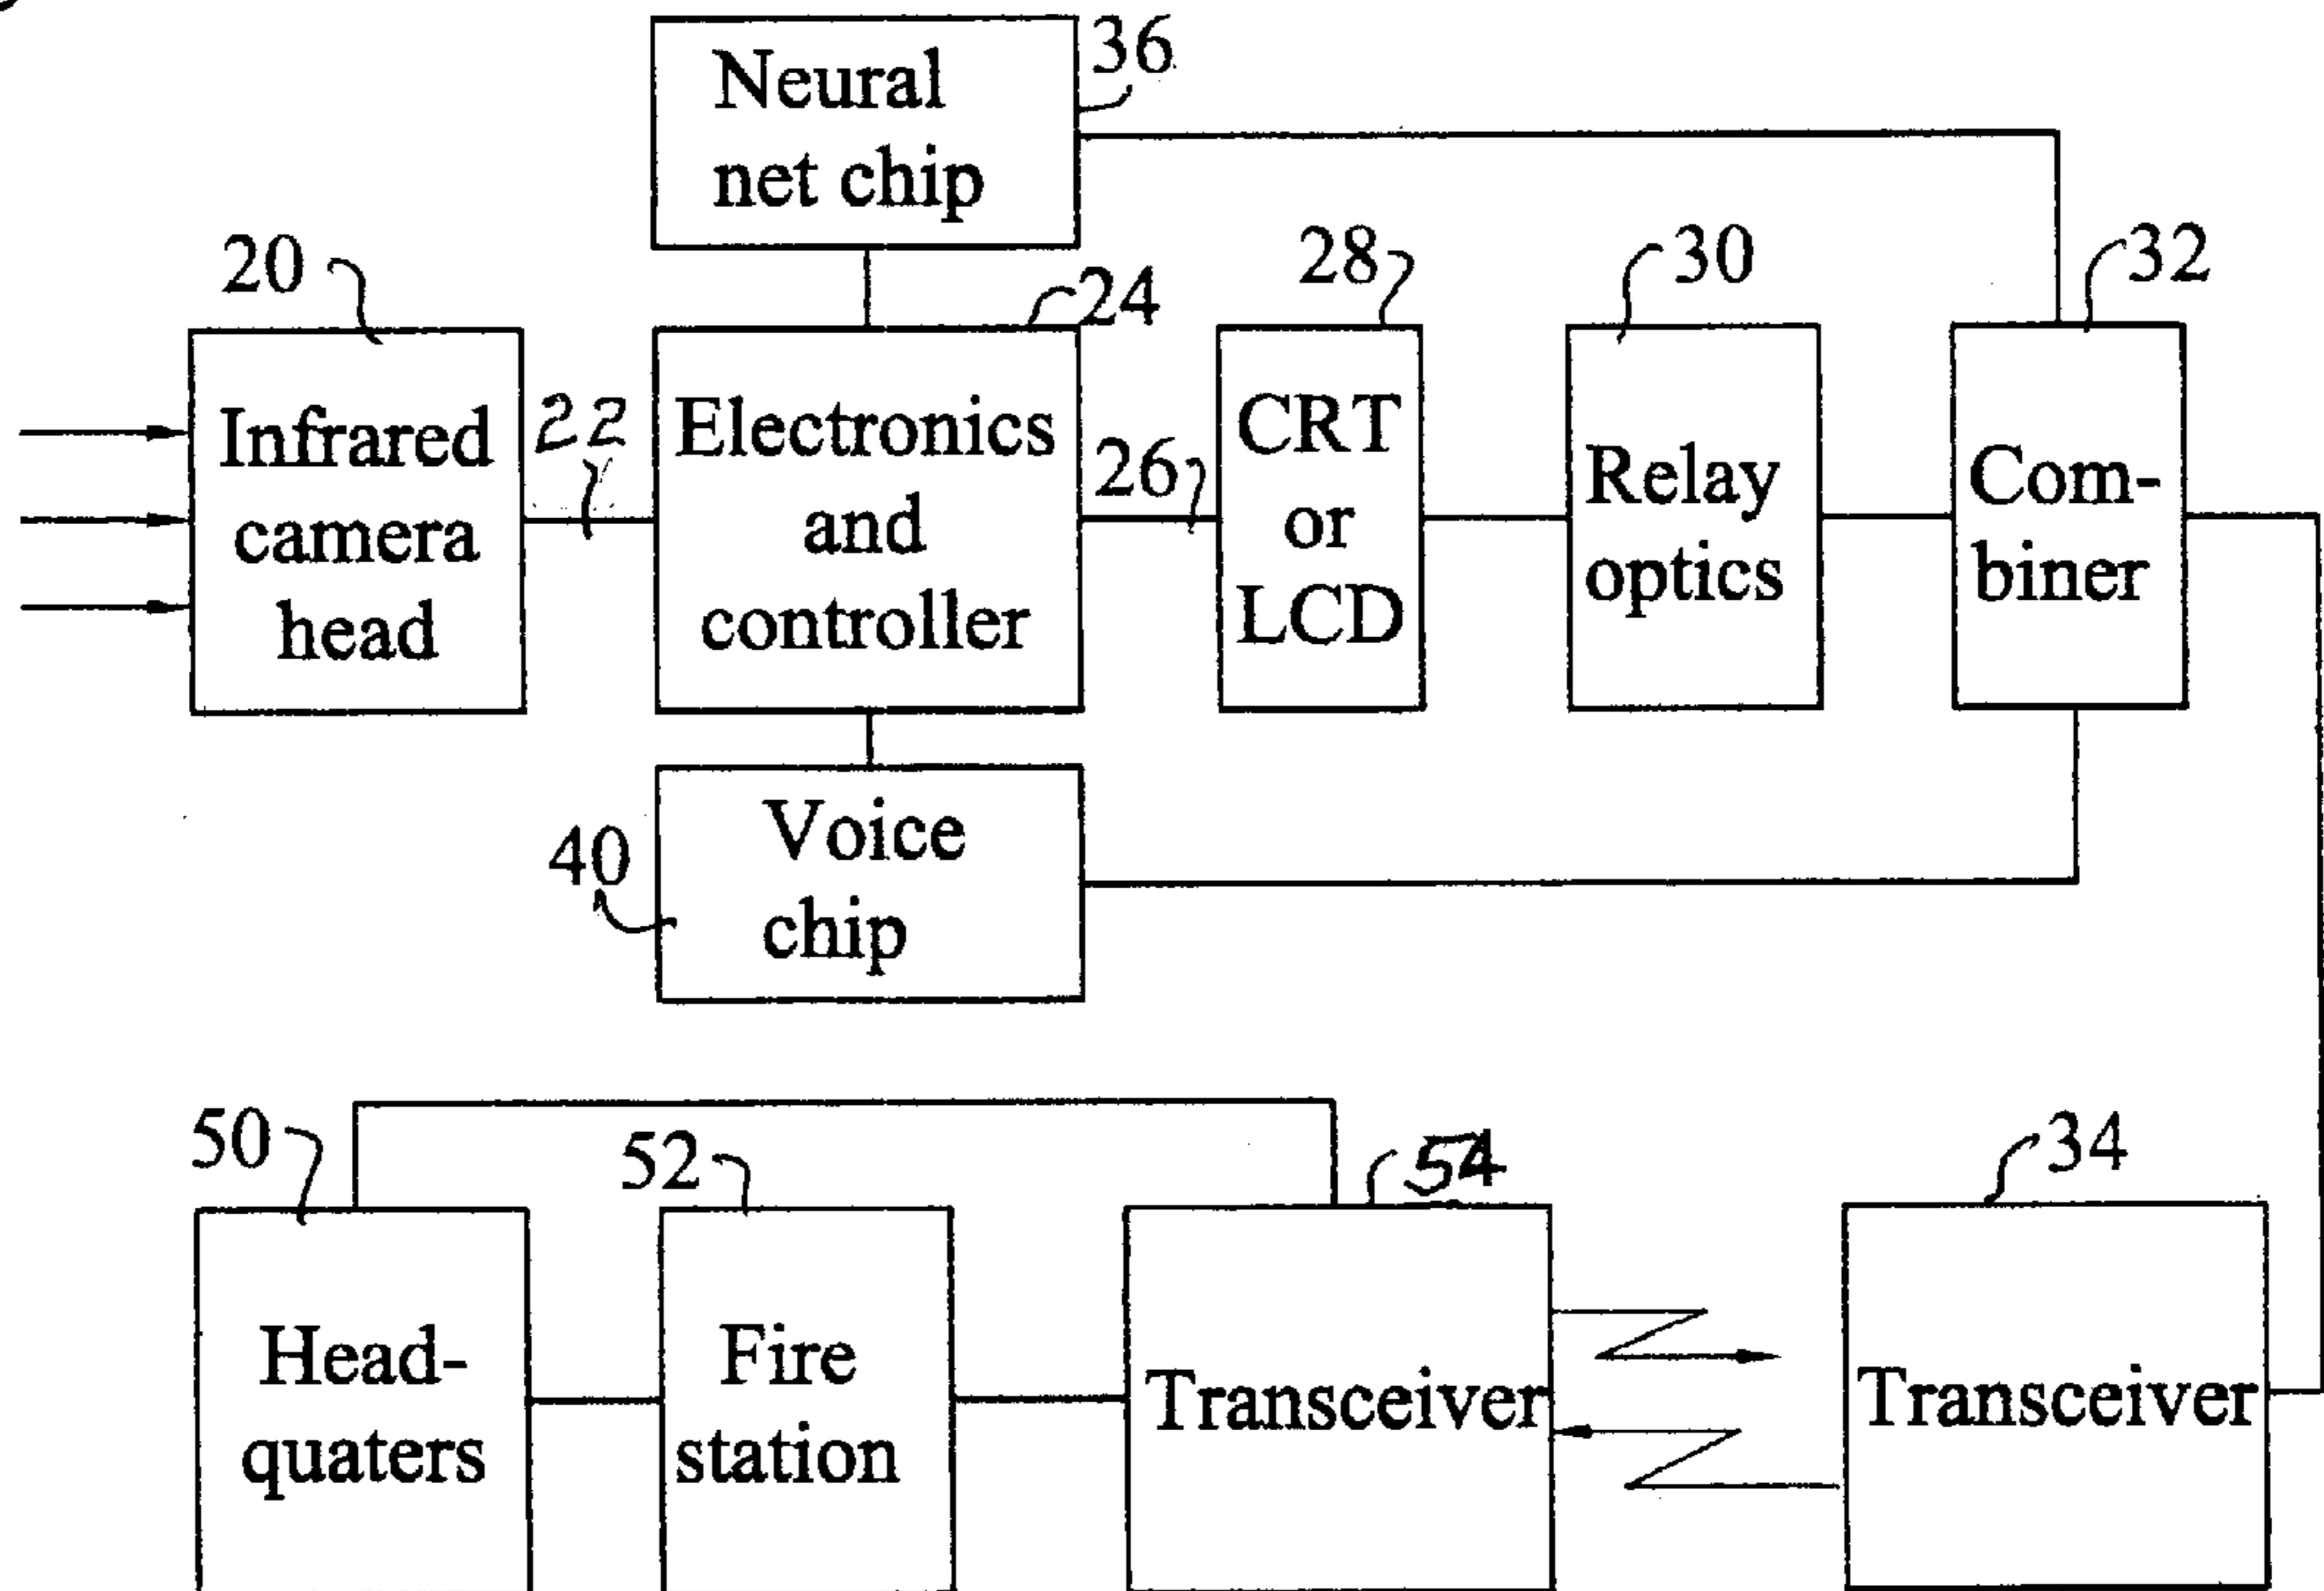 36
Neural
net chip
20
24
28
30
32
Infrared
camera
head
22
Electronics
and
controller
26
CRT
or
LCD
Relay
optics
Com-
biner
40
Voice
chip
50
52
54
34
Head-
quaters
Fire
station
Transceiver
Transceiver